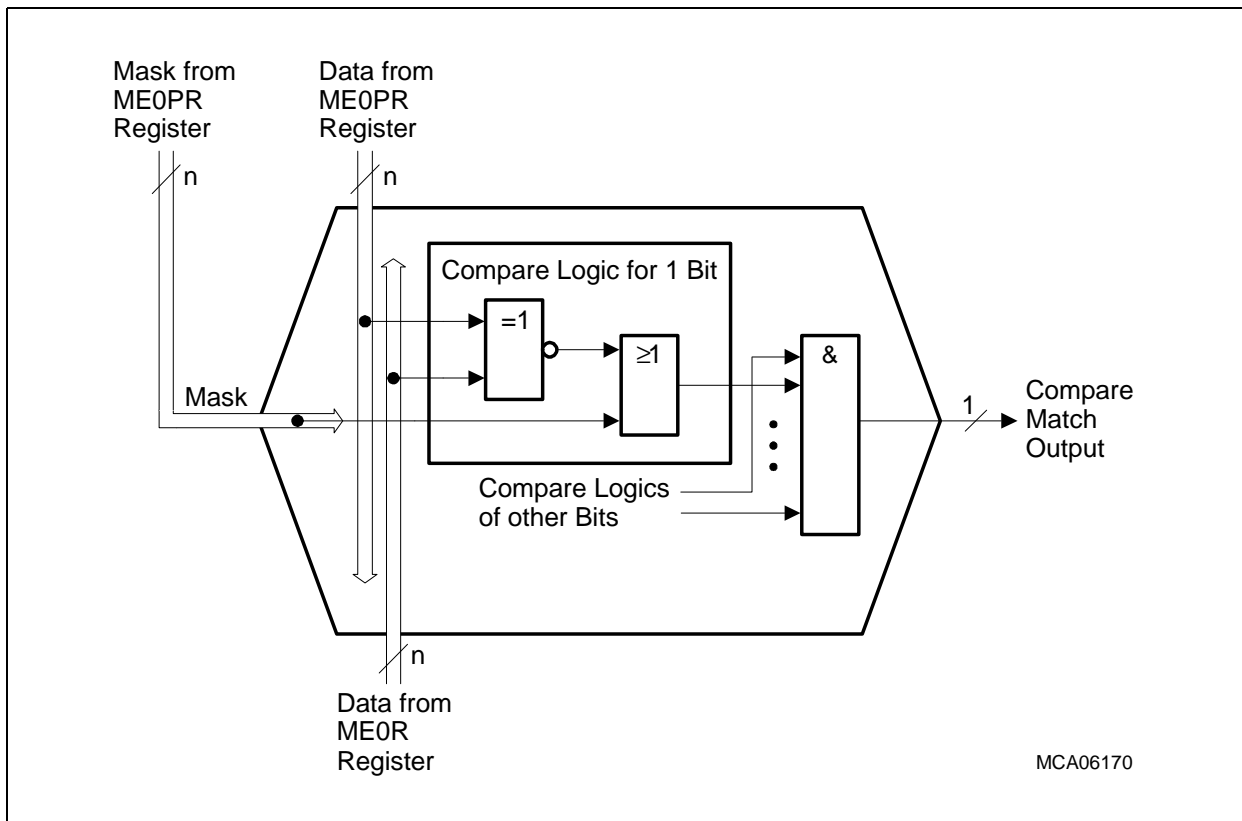 Mask from
ME0PR
Register
Data from
ME0PR
Register
n
n
Compare Logic for 1 Bit
=1
≥1
&
Mask
1
Compare
Match
Output
Compare Logics
of other Bits
n
Data from
ME0R
Register
MCA06170